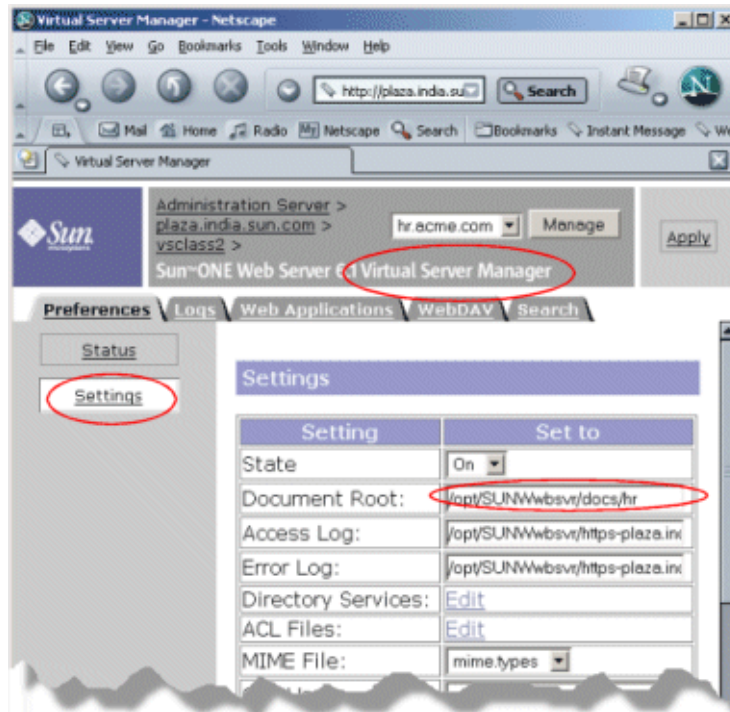 Virtual Server Manager - Netscape
File Edit View Go Bookmarks Tools Window Help
http://plaza.india.su
Search
Mail Home Radio My Netscape Search Bookmarks Instant Message We
Virtual Server Manager
Sun
Administration Server >
plaza.india.sun.com >
vsclass2 >
hr.acme.com
Manage
Apply
Sun ONE Web Server 6.1 Virtual Server Manager
Preferences Logs Web Applications WebDAV Search
Status
Settings
Settings
Setting Set to
State On
Document Root: /opt/SUNWwbsvr/docs/hr
Access Log: /opt/SUNWwbsvr/https-plaza.in
Error Log: /opt/SUNWwbsvr/https-plaza.in
Directory Services: Edit
ACL Files: Edit
MIME File: mime.types